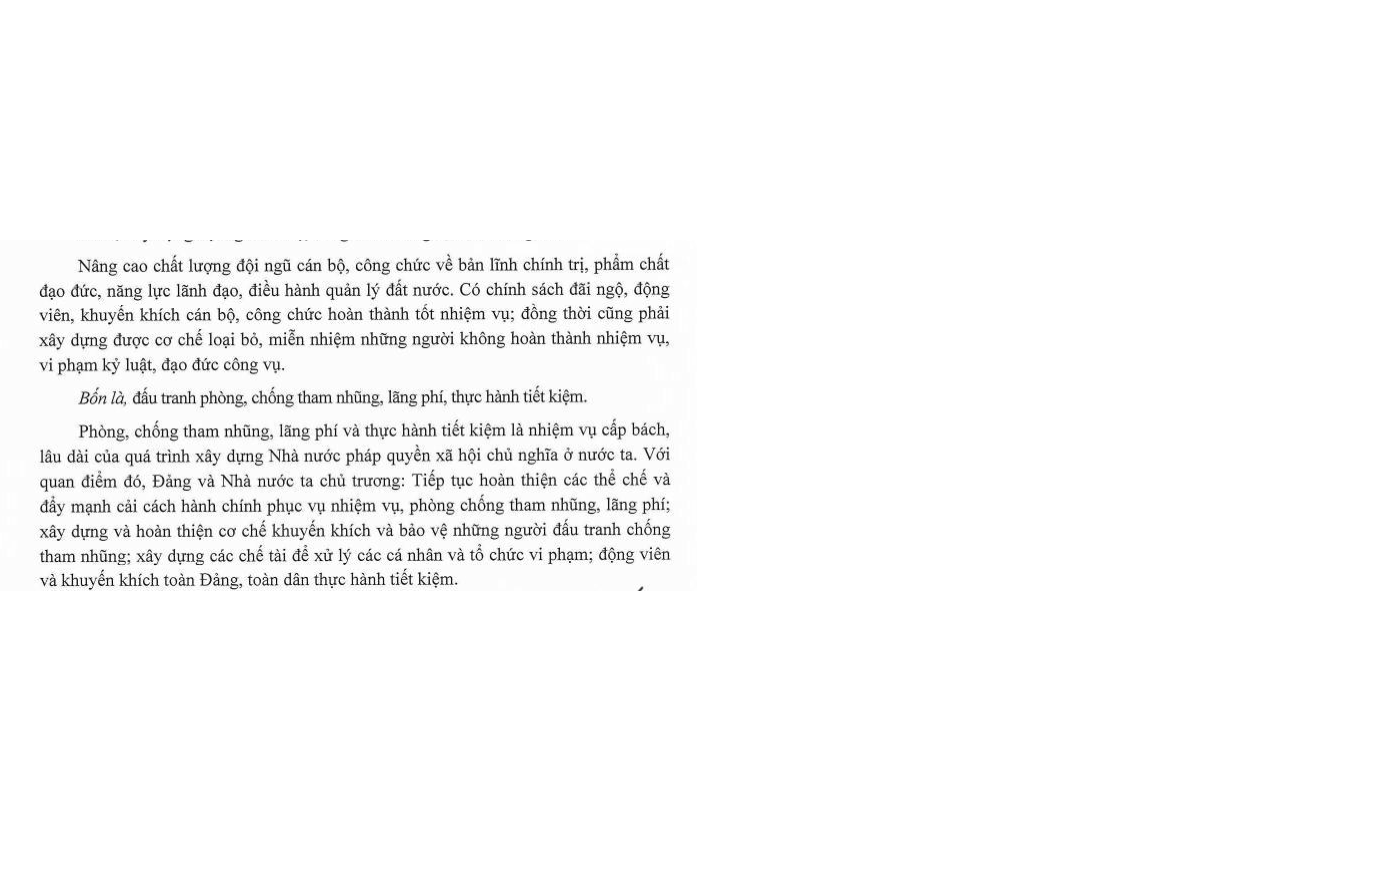 Nâng cao chất lượng đội ngũ cán bộ, công chức về bản lĩnh chính trị, phẩm chất
đạo đức, năng lực lãnh đạo, điều hành quản lý đất nước. Có chính sách đãi ngộ, động
viên, khuyến khích cán bộ, công chức hoàn thành tốt nhiệm vụ; đồng thời cũng phải
xây dựng được cơ chế loại bỏ, miễn nhiệm những người không hoàn thành nhiệm vụ,
vi phạm kỷ luật, đạo đức công vụ.
Bốn là, đấu tranh phòng, chống tham nhũng, lãng phí, thực hành tiết kiệm.
Phòng, chống tham nhũng, lãng phí và thực hành tiết kiệm là nhiệm vụ cấp bách,
lâu dài của quá trình xây dựng Nhà nước pháp quyền xã hội chủ nghĩa ở nước ta. Với
quan điểm đó, Đảng và Nhà nước ta chủ trương: Tiếp tục hoàn thiện các thể chế và
đẩy mạnh cải cách hành chính phục vụ nhiệm vụ, phòng chống tham nhũng, lãng phí;
xây dựng và hoàn thiện cơ chế khuyến khích và bảo vệ những người đấu tranh chống
tham nhũng; xây dựng các chế tài để xử lý các cá nhân và tổ chức vi phạm; động viên
và khuyến khích toàn Đảng, toàn dân thực hành tiết kiệm.